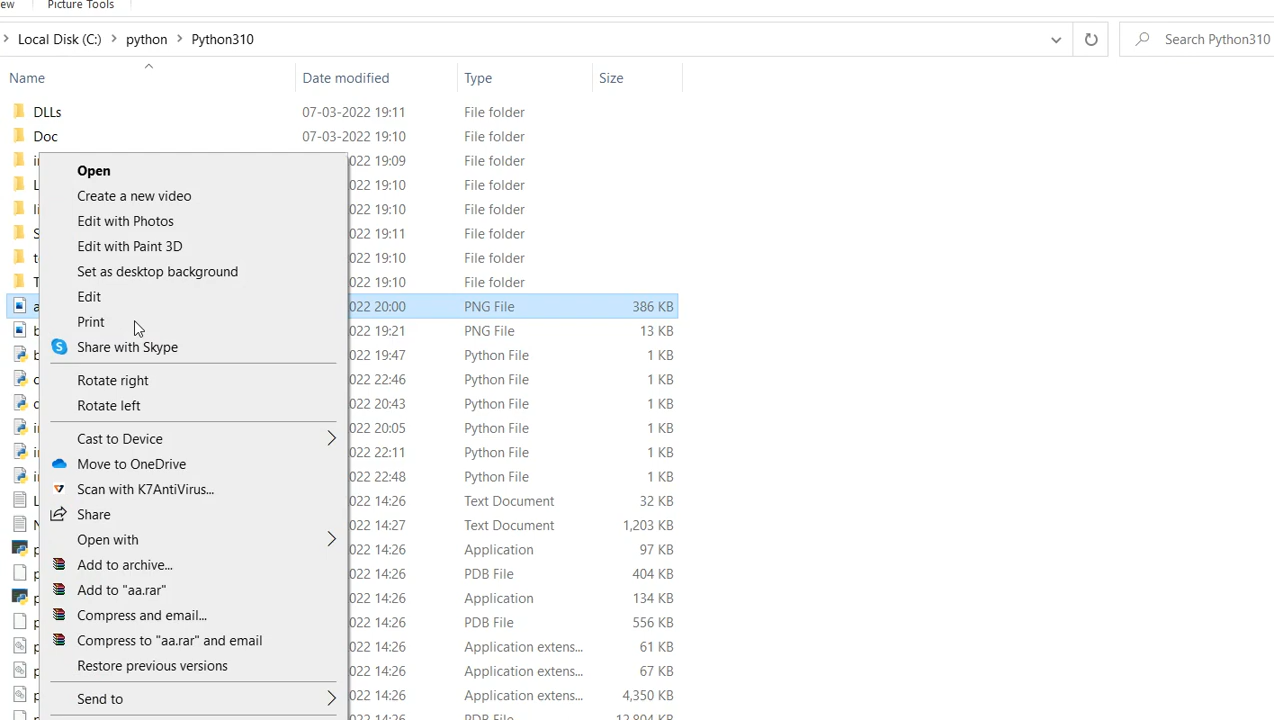 ew Picture Tools
Local Disk (C:) python Python310 Search Python310
Name Date modified Type Size
DLLs 07-03-2022 19:11 File folder
Doc 07-03-2022 19:10 File folder
022 19:09 File folder
022 19:10 File folder
022 19:10 File folder
022 19:11 File folder
022 19:10 File folder
022 19:10 File folder
022 20:00 PNG File 386 KB
022 19:21 PNG File 13 KB
022 19:47 Python File 1 KB
022 22:46 Python File 1 KB
022 20:43 Python File 1 KB
022 20:05 Python File 1 KB
022 22:11 Python File 1 KB
022 22:48 Python File 1 KB
022 14:26 Text Document 32 KB
022 14:27 Text Document 1,203 KB
022 14:26 Application 97 KB
022 14:26 PDB File 404 KB
022 14:26 Application 134 KB
022 14:26 PDB File 556 KB
022 14:26 Application extens... 61 KB
022 14:26 Application extens... 67 KB
022 14:26 Application extens... 4,350 KB
022 14:26 PDB File 12,804 KB
Open
Create a new video
Edit with Photos
Edit with Paint 3D
Set as desktop background
Edit
Print
Share with Skype
Rotate right
Rotate left
Cast to Device
Move to OneDrive
Scan with K7AntiVirus...
Share
Open with
Add to archive...
Add to "aa.rar"
Compress and email...
Compress to "aa.rar" and email
Restore previous versions
Send to